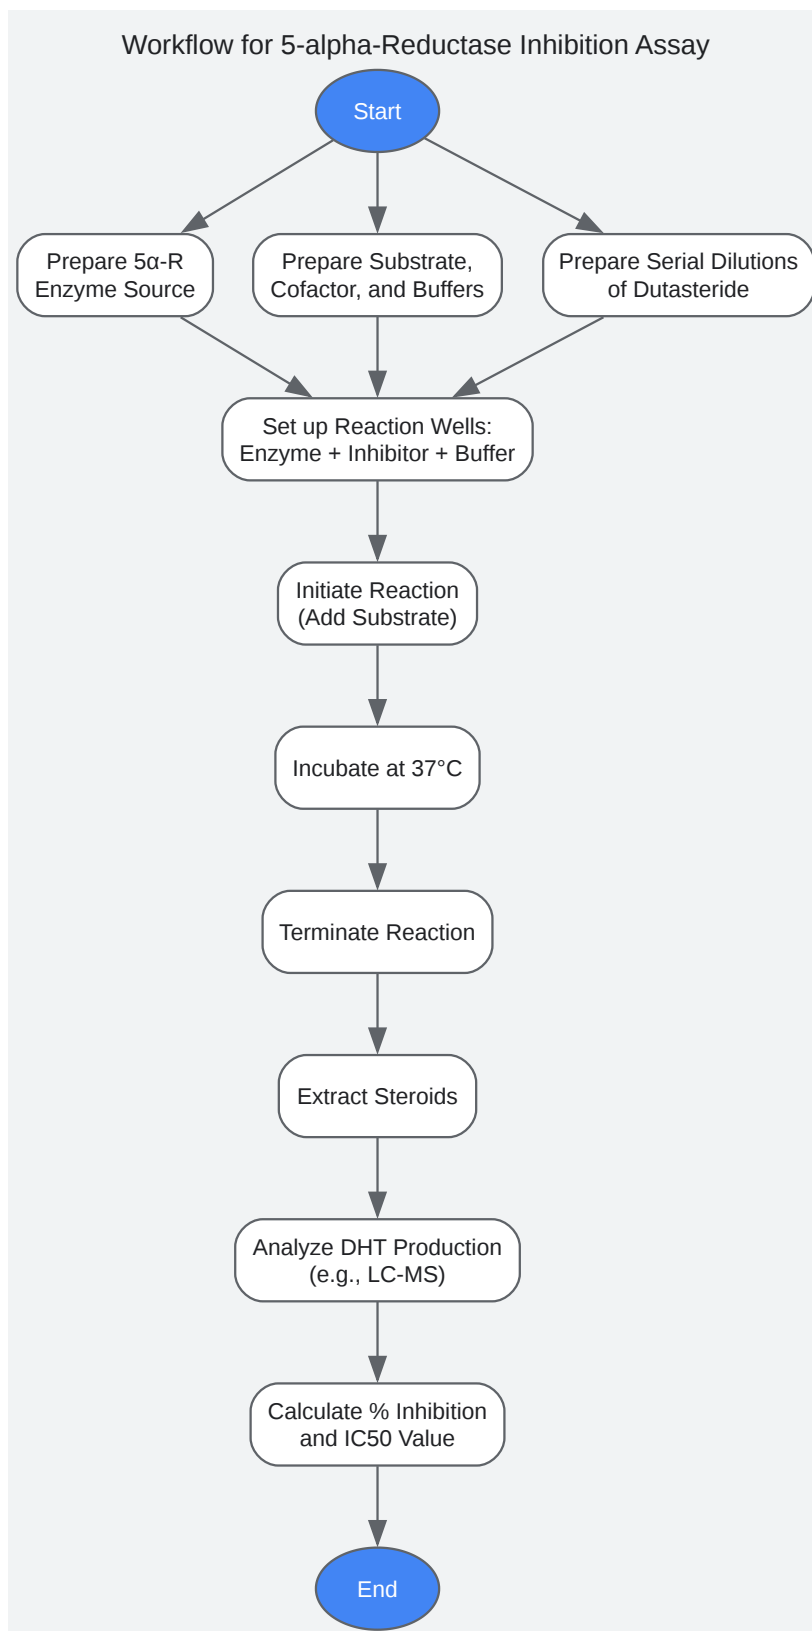 Workflow for 5-alpha-Reductase Inhibition Assay
Start
Prepare 5α-R
Enzyme Source
Prepare Substrate,
Cofactor, and Buffers
Prepare Serial Dilutions
of Dutasteride
Set up Reaction Wells:
Enzyme + Inhibitor + Buffer
Initiate Reaction
(Add Substrate)
Incubate at 37°C
Terminate Reaction
Extract Steroids
Analyze DHT Production
(e.g., LC-MS)
Calculate % Inhibition
and IC50 Value
End